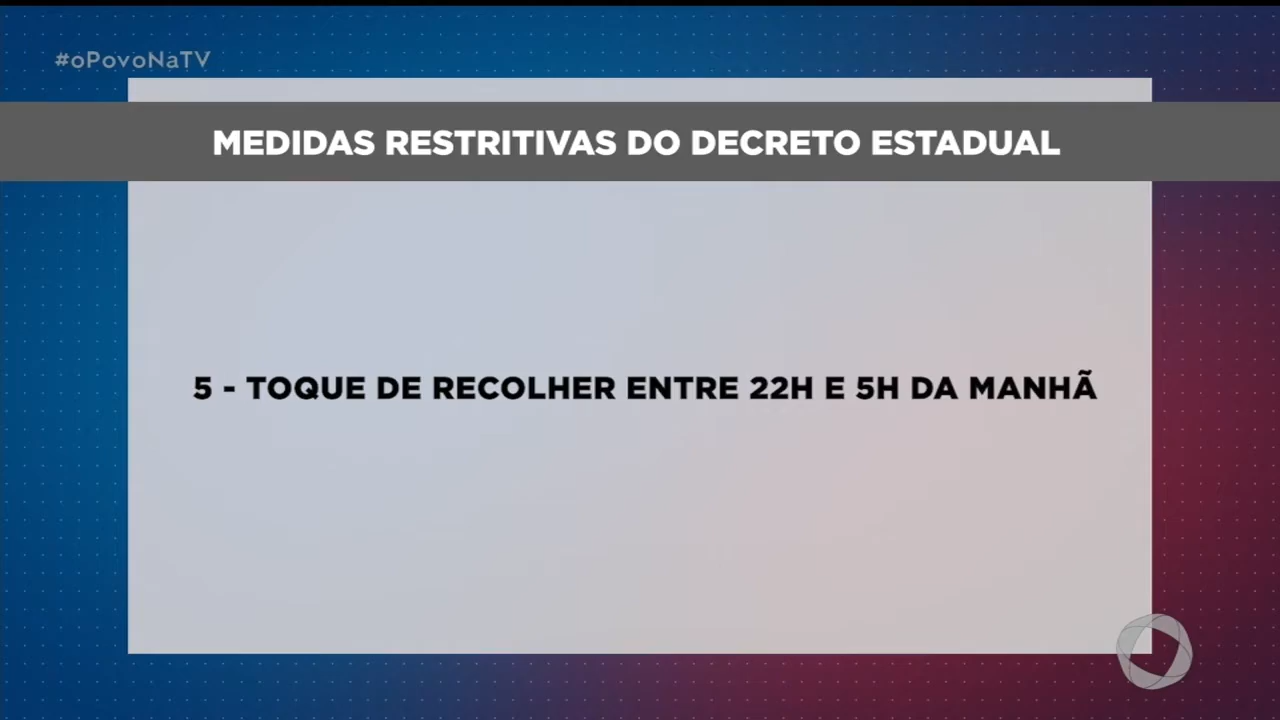 #oPovoNaTV
MEDIDAS RESTRITIVAS DO DECRETO ESTADUAL
5 - TOQUE DE RECOLHER ENTRE 22H E 5H DA MANHÃ